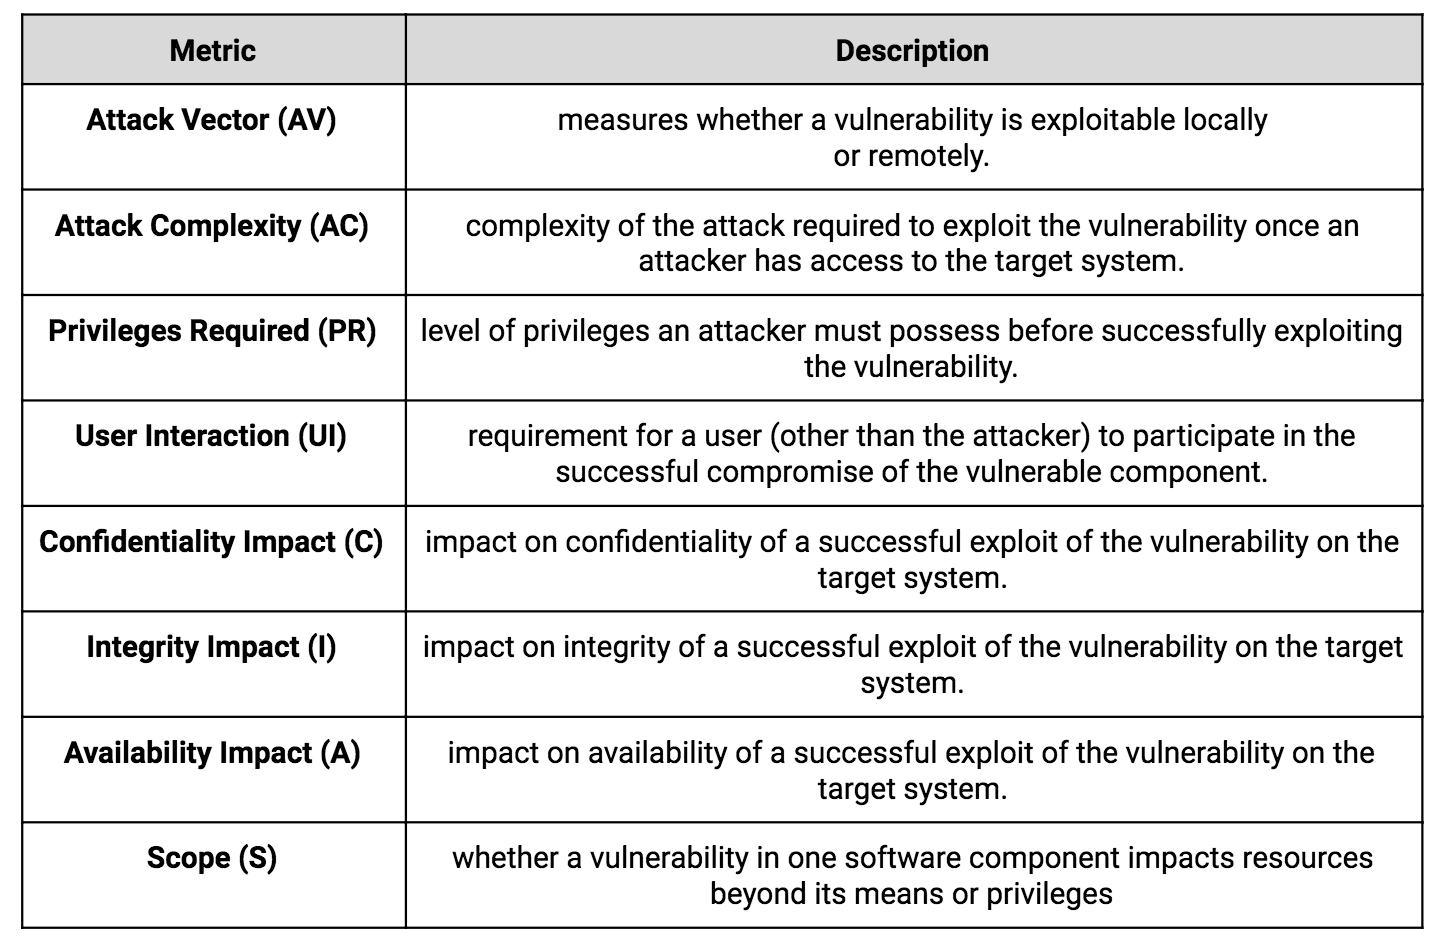 Metric
Description
Attack Vector (AV)
measures whether a vulnerability is exploitable locally
or remotely.
Attack Complexity (AC)
complexity of the attack required to exploit the vulnerability once an
attacker has access to the target system.
Privileges Required (PR)
level of privileges an attacker must possess before successfully exploiting
the vulnerability.
User Interaction (UI)
requirement for a user (other than the attacker) to participate in the
successful compromise of the vulnerable component.
Confidentiality Impact (C)
impact on confidentiality of a successful exploit of the vulnerability on the
target system.
Integrity Impact (I)
impact on integrity of a successful exploit of the vulnerability on the target
system.
Availability Impact (A)
impact on availability of a successful exploit of the vulnerability on the
target system.
Scope (S)
whether a vulnerability in one software component impacts resources
beyond its means or privileges